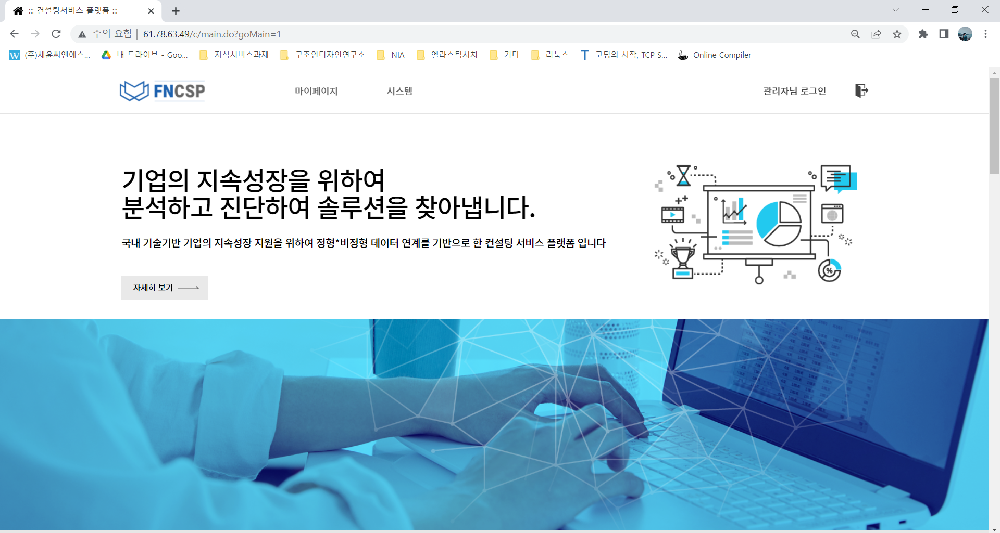 ::: 컨설팅서비스 플랫폼 :::
주의 요함 | 61.78.63.49/c/main.do?goMain=1
W (주)세윤씨앤에스... 내 드라이브 - Goo... 지식서비스과제 구조인디자인연구소 NIA 엘라스틱서치 기타 리눅스 T 코딩의 시작, TCP S... Online Compiler
FNCSP 마이페이지 시스템 관리자님 로그인
기업의 지속성장을 위하여
분석하고 진단하여 솔루션을 찾아냅니다.
국내 기술기반 기업의 지속성장 지원을 위하여 정형*비정형 데이터 연계를 기반으로 한 컨설팅 서비스 플랫폼 입니다
%
자세히 보기